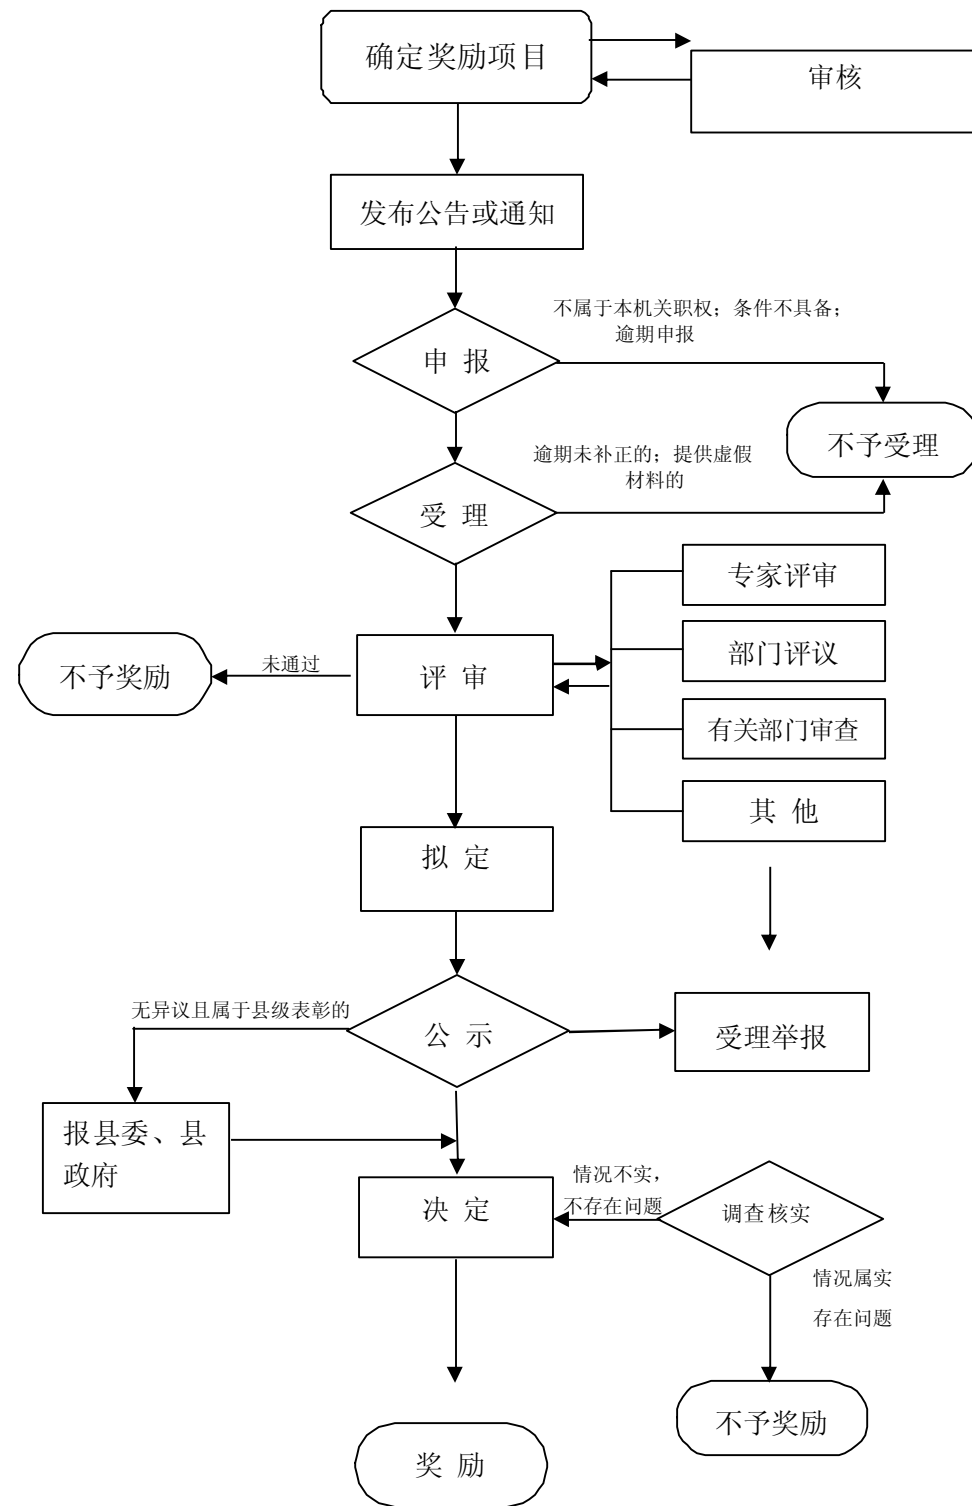 确定奖励项目
审核
发布公告或通知
不属于本机关职权；条件不具备；
逾期申报
申 报
不予受理
逾期未补正的；提供虚假
材料的
受 理
专家评审
部门评议
未通过
不予奖励
评 审
有关部门审查
其 他
拟 定
无异议且属于县级表彰的
公 示
受理举报
报县委、县
政府
情况不实，
不存在问题
决 定
调查核实
情况属实
存在问题
不予奖励
奖 励